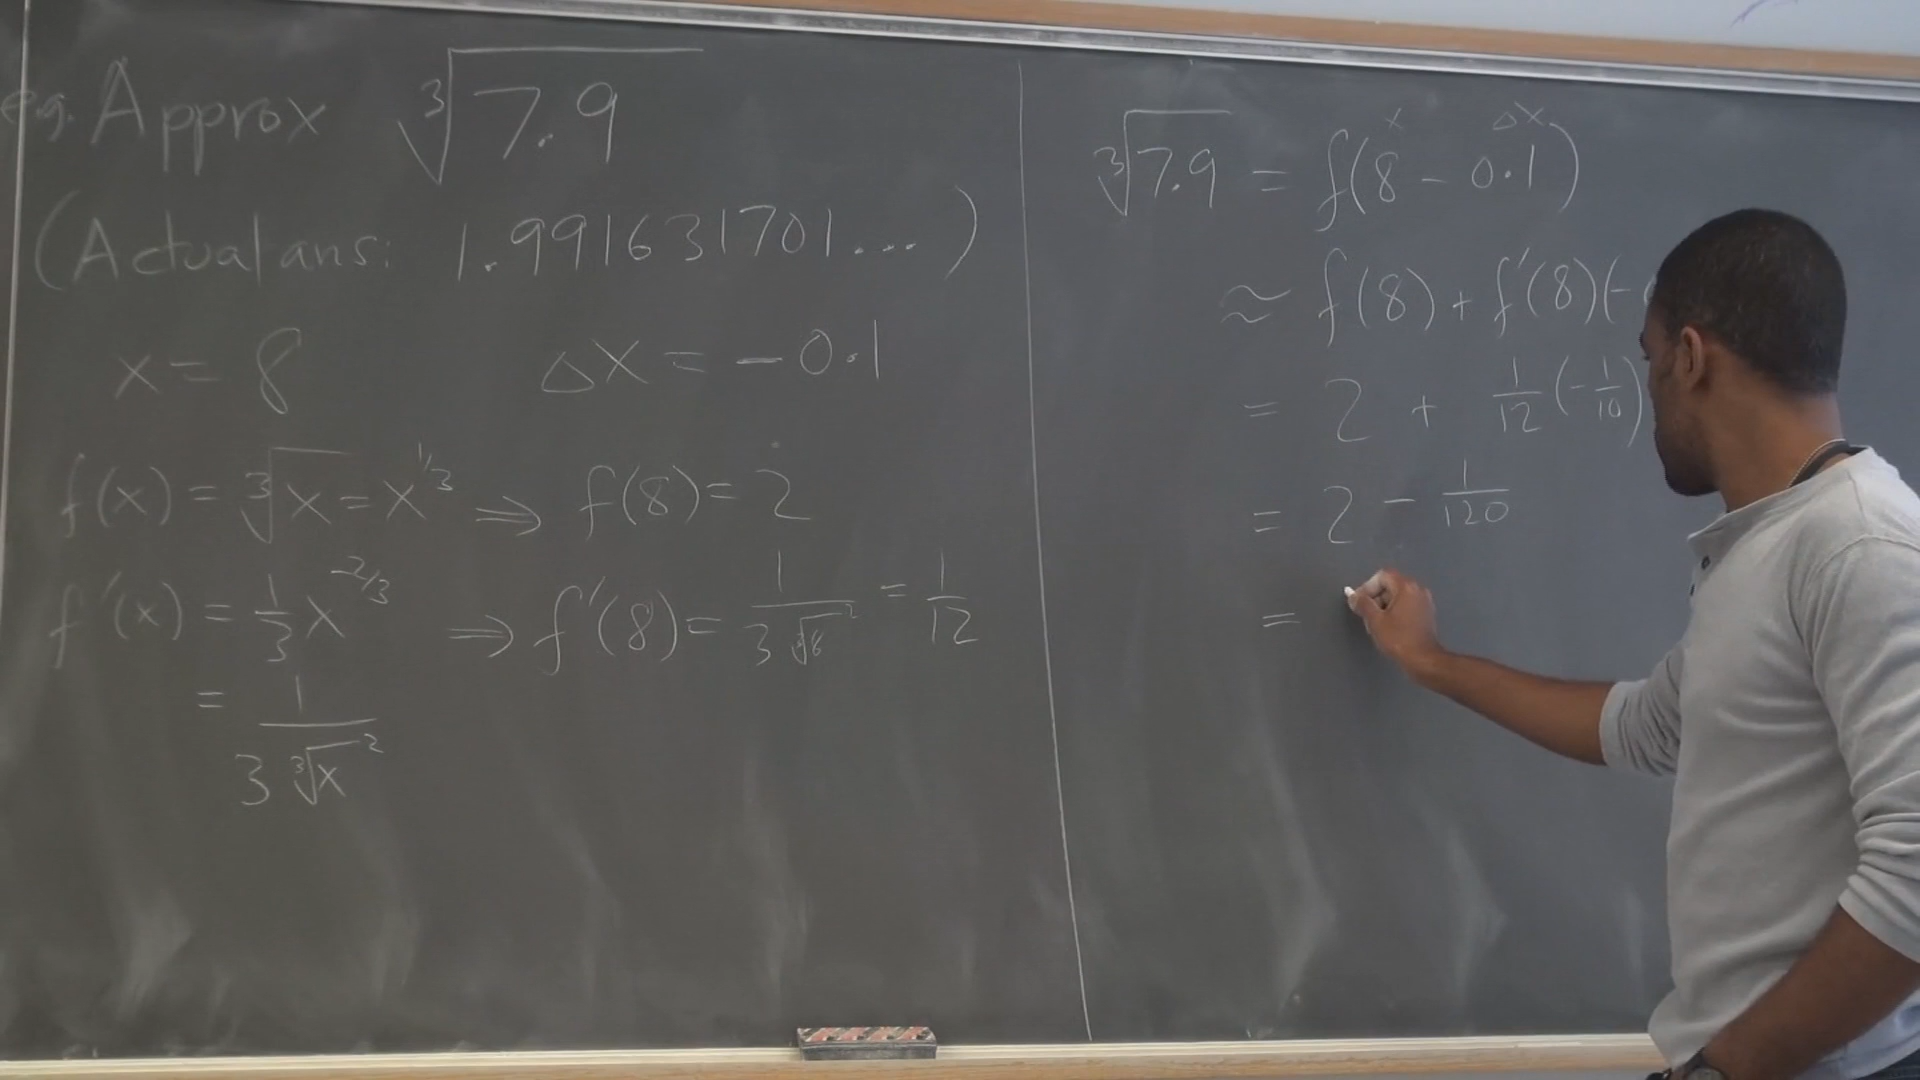 e.g. Approx ∛7.9
(Actual ans: 1.991631701...)
x = 8 Δx = -0.1
f(x) = ∛x = x^1/3 ⇒ f(8) = 2
f'(x) = 1/3 x^-2/3 ⇒ f'(8) = 1/(3 ∛8²) = 1/12
= 1/(3 ∛x²)
x Δx
∛7.9 = f(8 - 0.1)
≈ f(8) + f'(8)(-
= 2 + 1/12 (-1/10)
= 2 - 1/120
=